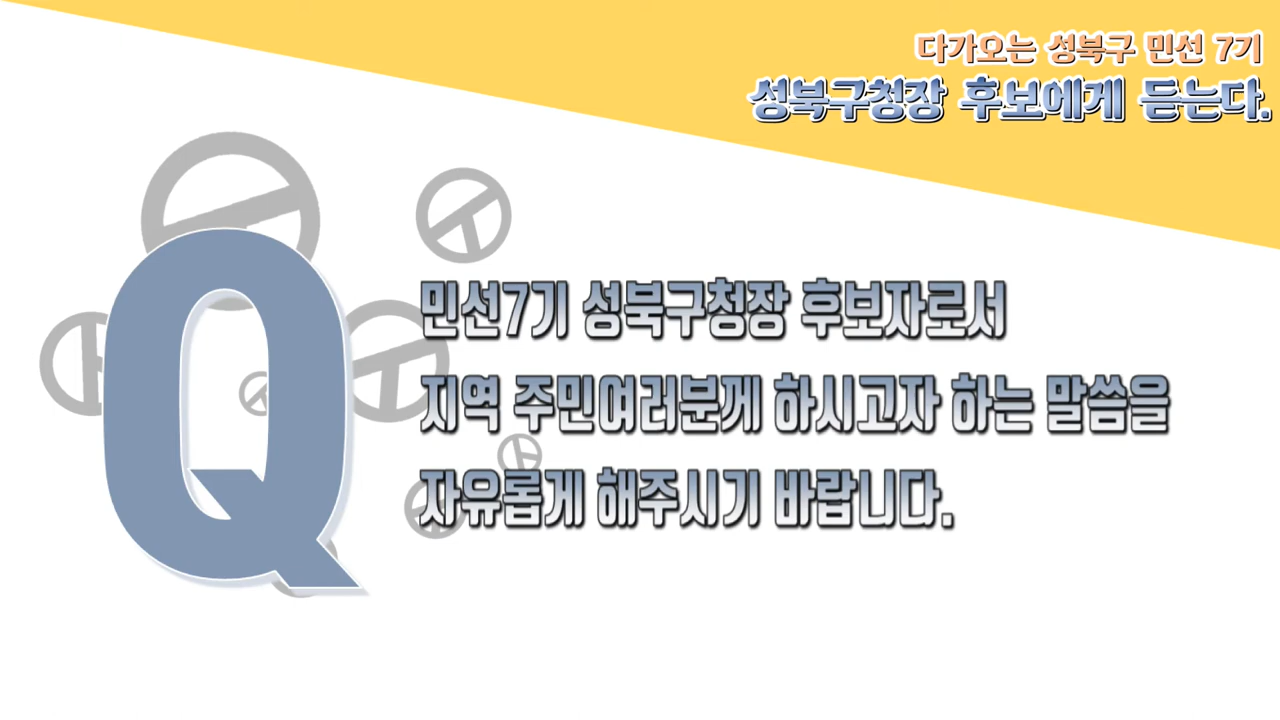 다가오는 성북구 민선 7기
성북구청장 후보에게 듣는다.
Q
민선7기 성북구청장 후보자로서
지역 주민여러분께 하시고자 하는 말씀을
자유롭게 해주시기 바랍니다.